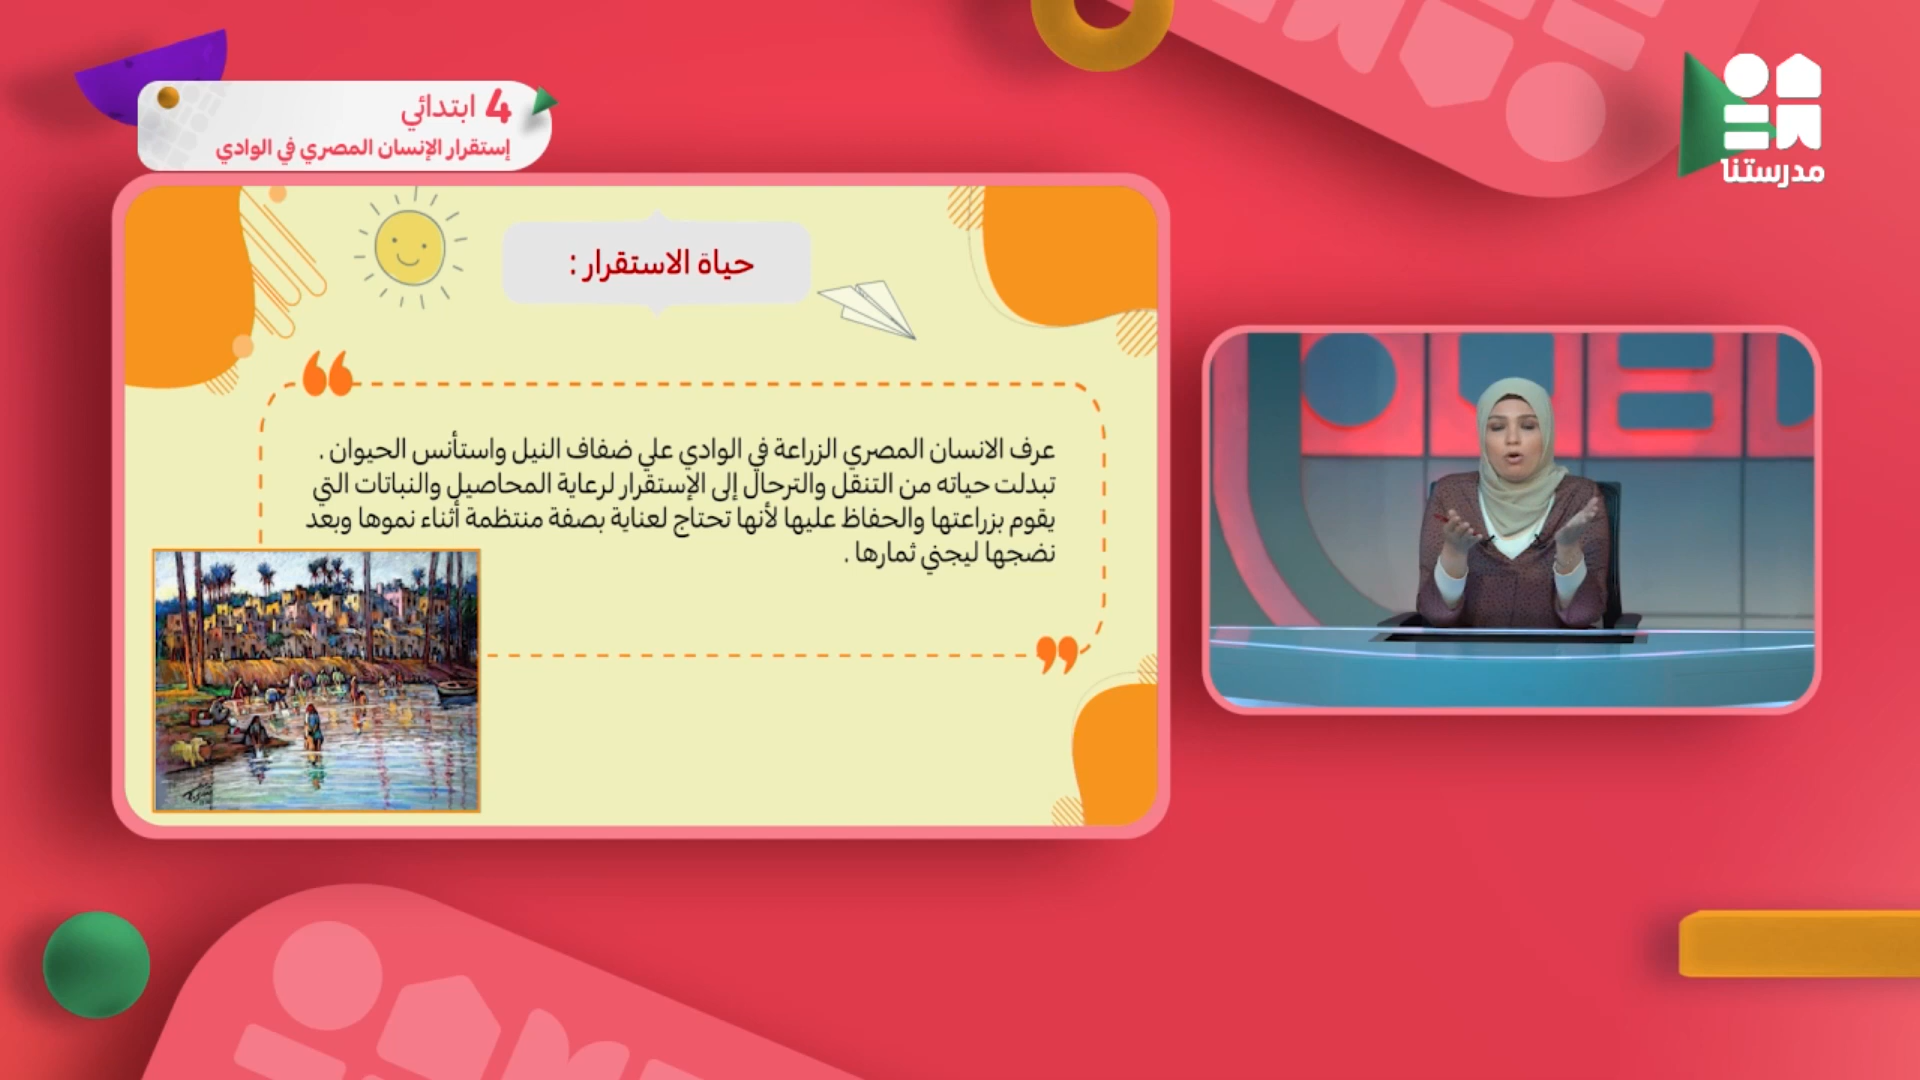 4 ابتدائي
إستقرار الإنسان المصري في الوادي
مدرستنا
حياة الاستقرار :
عرف الانسان المصري الزراعة في الوادي علي ضفاف النيل واستأنس الحيوان .
تبدلت حياته من التنقل والترحال إلى الإستقرار لرعاية المحاصيل والنباتات التي
يقوم بزراعتها والحفاظ عليها لأنها تحتاج لعناية بصفة منتظمة أثناء نموها وبعد
نضجها ليجني ثمارها .